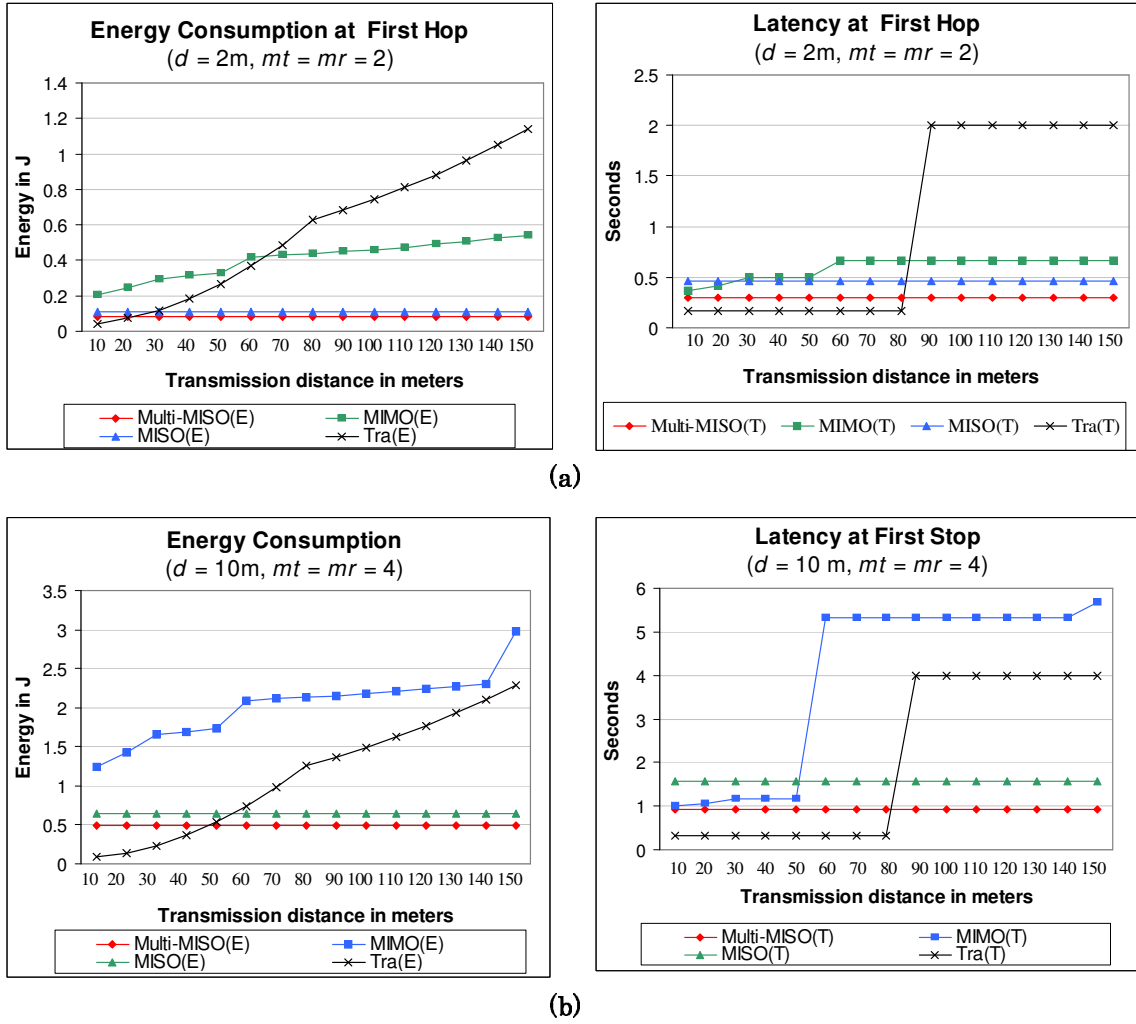 Energy Consumption at First Hop
(d = 2m, mt = mr = 2)
Energy in J
1.4
1.2
1
0.8
0.6
0.4
0.2
0
10 20 30 40 50 60 70 80 90 100 110 120 130 140 150
Transmission distance in meters
Multi-MISO(E) MIMO(E)
MISO(E) Tra(E)
Latency at First Hop
(d = 2m, mt = mr = 2)
Seconds
2.5
2
1.5
1
0.5
0
10 20 30 40 50 60 70 80 90 100 110 120 130 140 150
Transmission distance in meters
Multi-MISO(T) MIMO(T) MISO(T) Tra(T)
(a)
Energy Consumption
(d = 10m, mt = mr = 4)
Energy in J
3.5
3
2.5
2
1.5
1
0.5
0
10 20 30 40 50 60 70 80 90 100 110 120 130 140 150
Transmission distance in meters
Multi-MISO(E) MIMO(E)
MISO(E) Tra(E)
Latency at First Stop
(d = 10 m, mt = mr = 4)
Seconds
6
5
4
3
2
1
0
10 20 30 40 50 60 70 80 90 100 110 120 130 140 150
Transmission distance in meters
Multi-MISO(T) MIMO(T)
MISO(T) Tra(T)
(b)